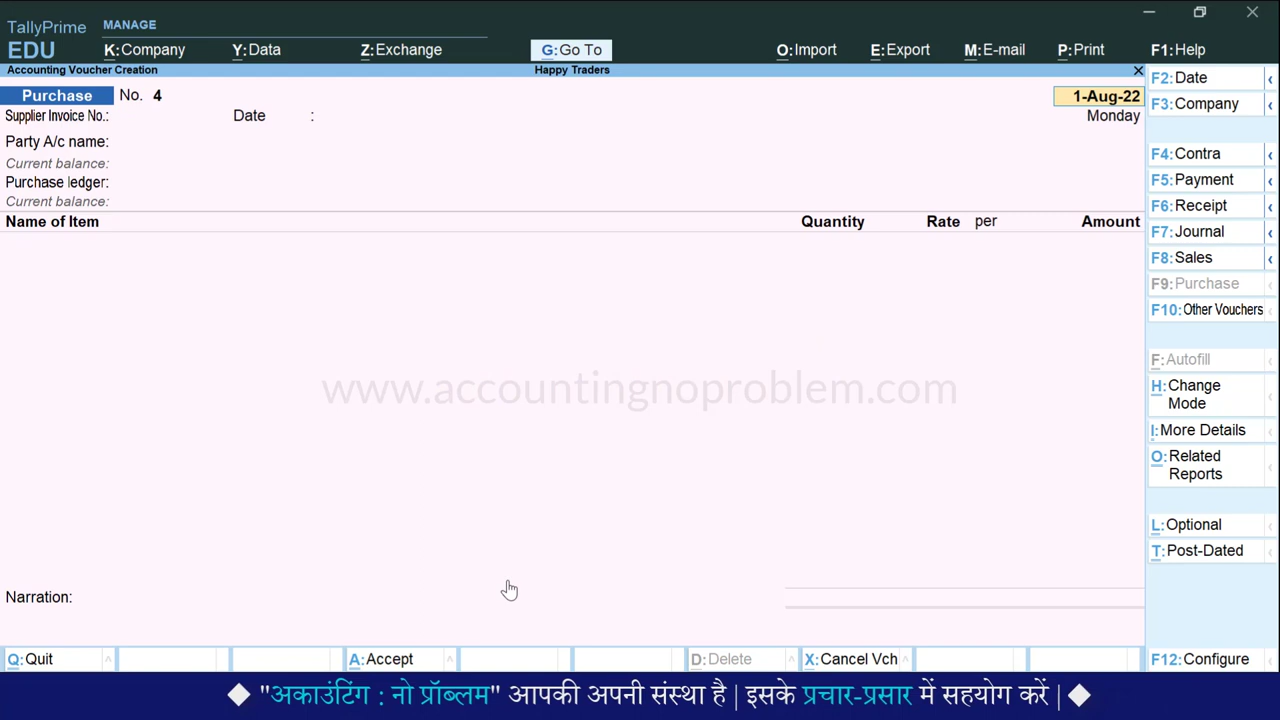 TallyPrime MANAGE
EDU K:Company Y:Data Z:Exchange G:Go To O:Import E:Export M:E-mail P:Print F1:Help
Accounting Voucher Creation Happy Traders
Purchase No. 4 1-Aug-22
Supplier Invoice No.: Date : Monday
Party A/c name:
Current balance:
Purchase ledger:
Current balance:
Name of Item Quantity Rate per Amount
www.accountingnoproblem.com
Narration:
F2:Date
F3:Company
F4:Contra
F5:Payment
F6:Receipt
F7:Journal
F8:Sales
F9:Purchase
F10:Other Vouchers
F:Autofill
H:Change
Mode
I:More Details
O:Related
Reports
L:Optional
T:Post-Dated
Q:Quit A:Accept D:Delete X:Cancel Vch F12:Configure
"अकाउंटिंग : नो प्रॉब्लम" आपकी अपनी संस्था है | इसके प्रचार-प्रसार में सहयोग करें |